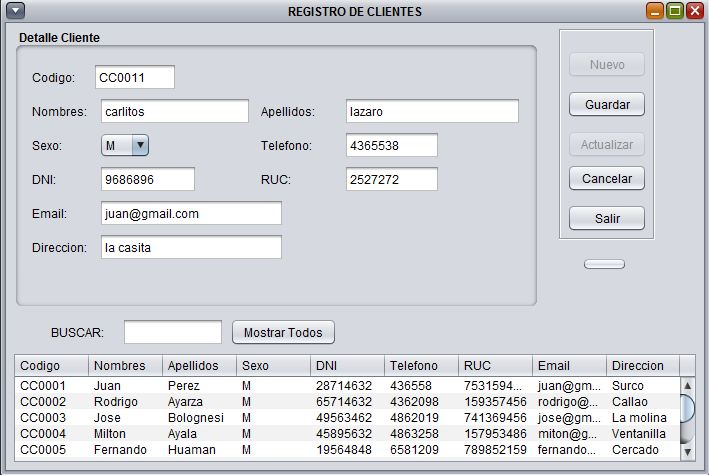 REGISTRO DE CLIENTES
Detalle Cliente
Codigo: CC0011
Nuevo
Nombres: carlitos Apellidos: lazaro
Guardar
Sexo: M Telefono: 4365538
Actualizar
DNI: 9686896 RUC: 2527272
Cancelar
Email: juan@gmail.com
Salir
Direccion: la casita
BUSCAR: Mostrar Todos
Codigo Nombres Apellidos Sexo DNI Telefono RUC Email Direccion
CC0001 Juan Perez M 28714632 436558 7531594... juan@gm... Surco
CC0002 Rodrigo Ayarza M 65714632 4362098 159357456 rodrigo@... Callao
CC0003 Jose Bolognesi M 49563462 4862019 741369456 jose@gm... La molina
CC0004 Milton Ayala M 45895632 4863258 157953486 miton@g... Ventanilla
CC0005 Fernando Huaman M 19564848 6581209 789852159 fernando... Cercado